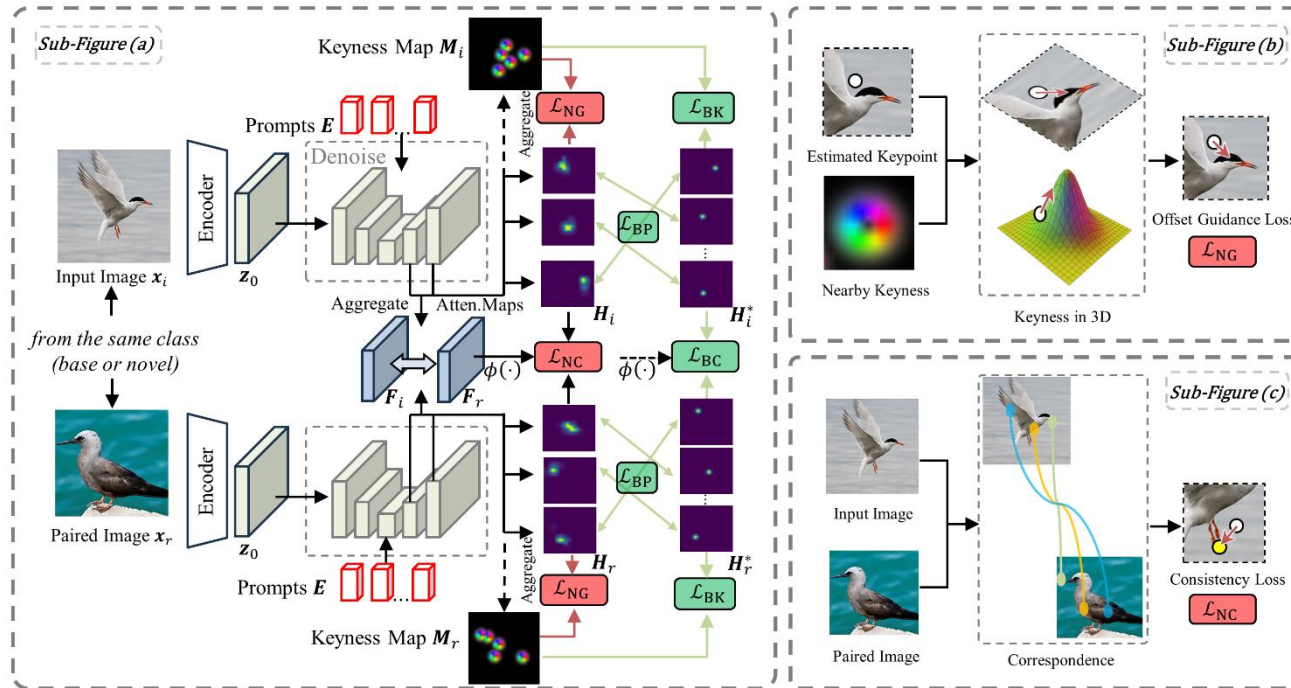 Sub-Figure (a)
Keyness Map M_i
Prompts E
...
Denoise
Aggregate
L_NG
L_BK
Encoder
Input Image x_i
z_0
L_BP
Aggregate
Atten.Maps
H_i
H_i^*
from the same class
(base or novel)
F_i
F_r
ϕ(·)
L_NC
ϕ(·)
L_BC
Encoder
Paired Image x_r
z_0
L_BP
Prompts E
...
Aggregate
H_r
H_r^*
L_NG
L_BK
Keyness Map M_r
Sub-Figure (b)
Estimated Keypoint
Nearby Keyness
Keyness in 3D
Offset Guidance Loss
L_NG
Sub-Figure (c)
Input Image
Paired Image
Correspondence
Consistency Loss
L_NC